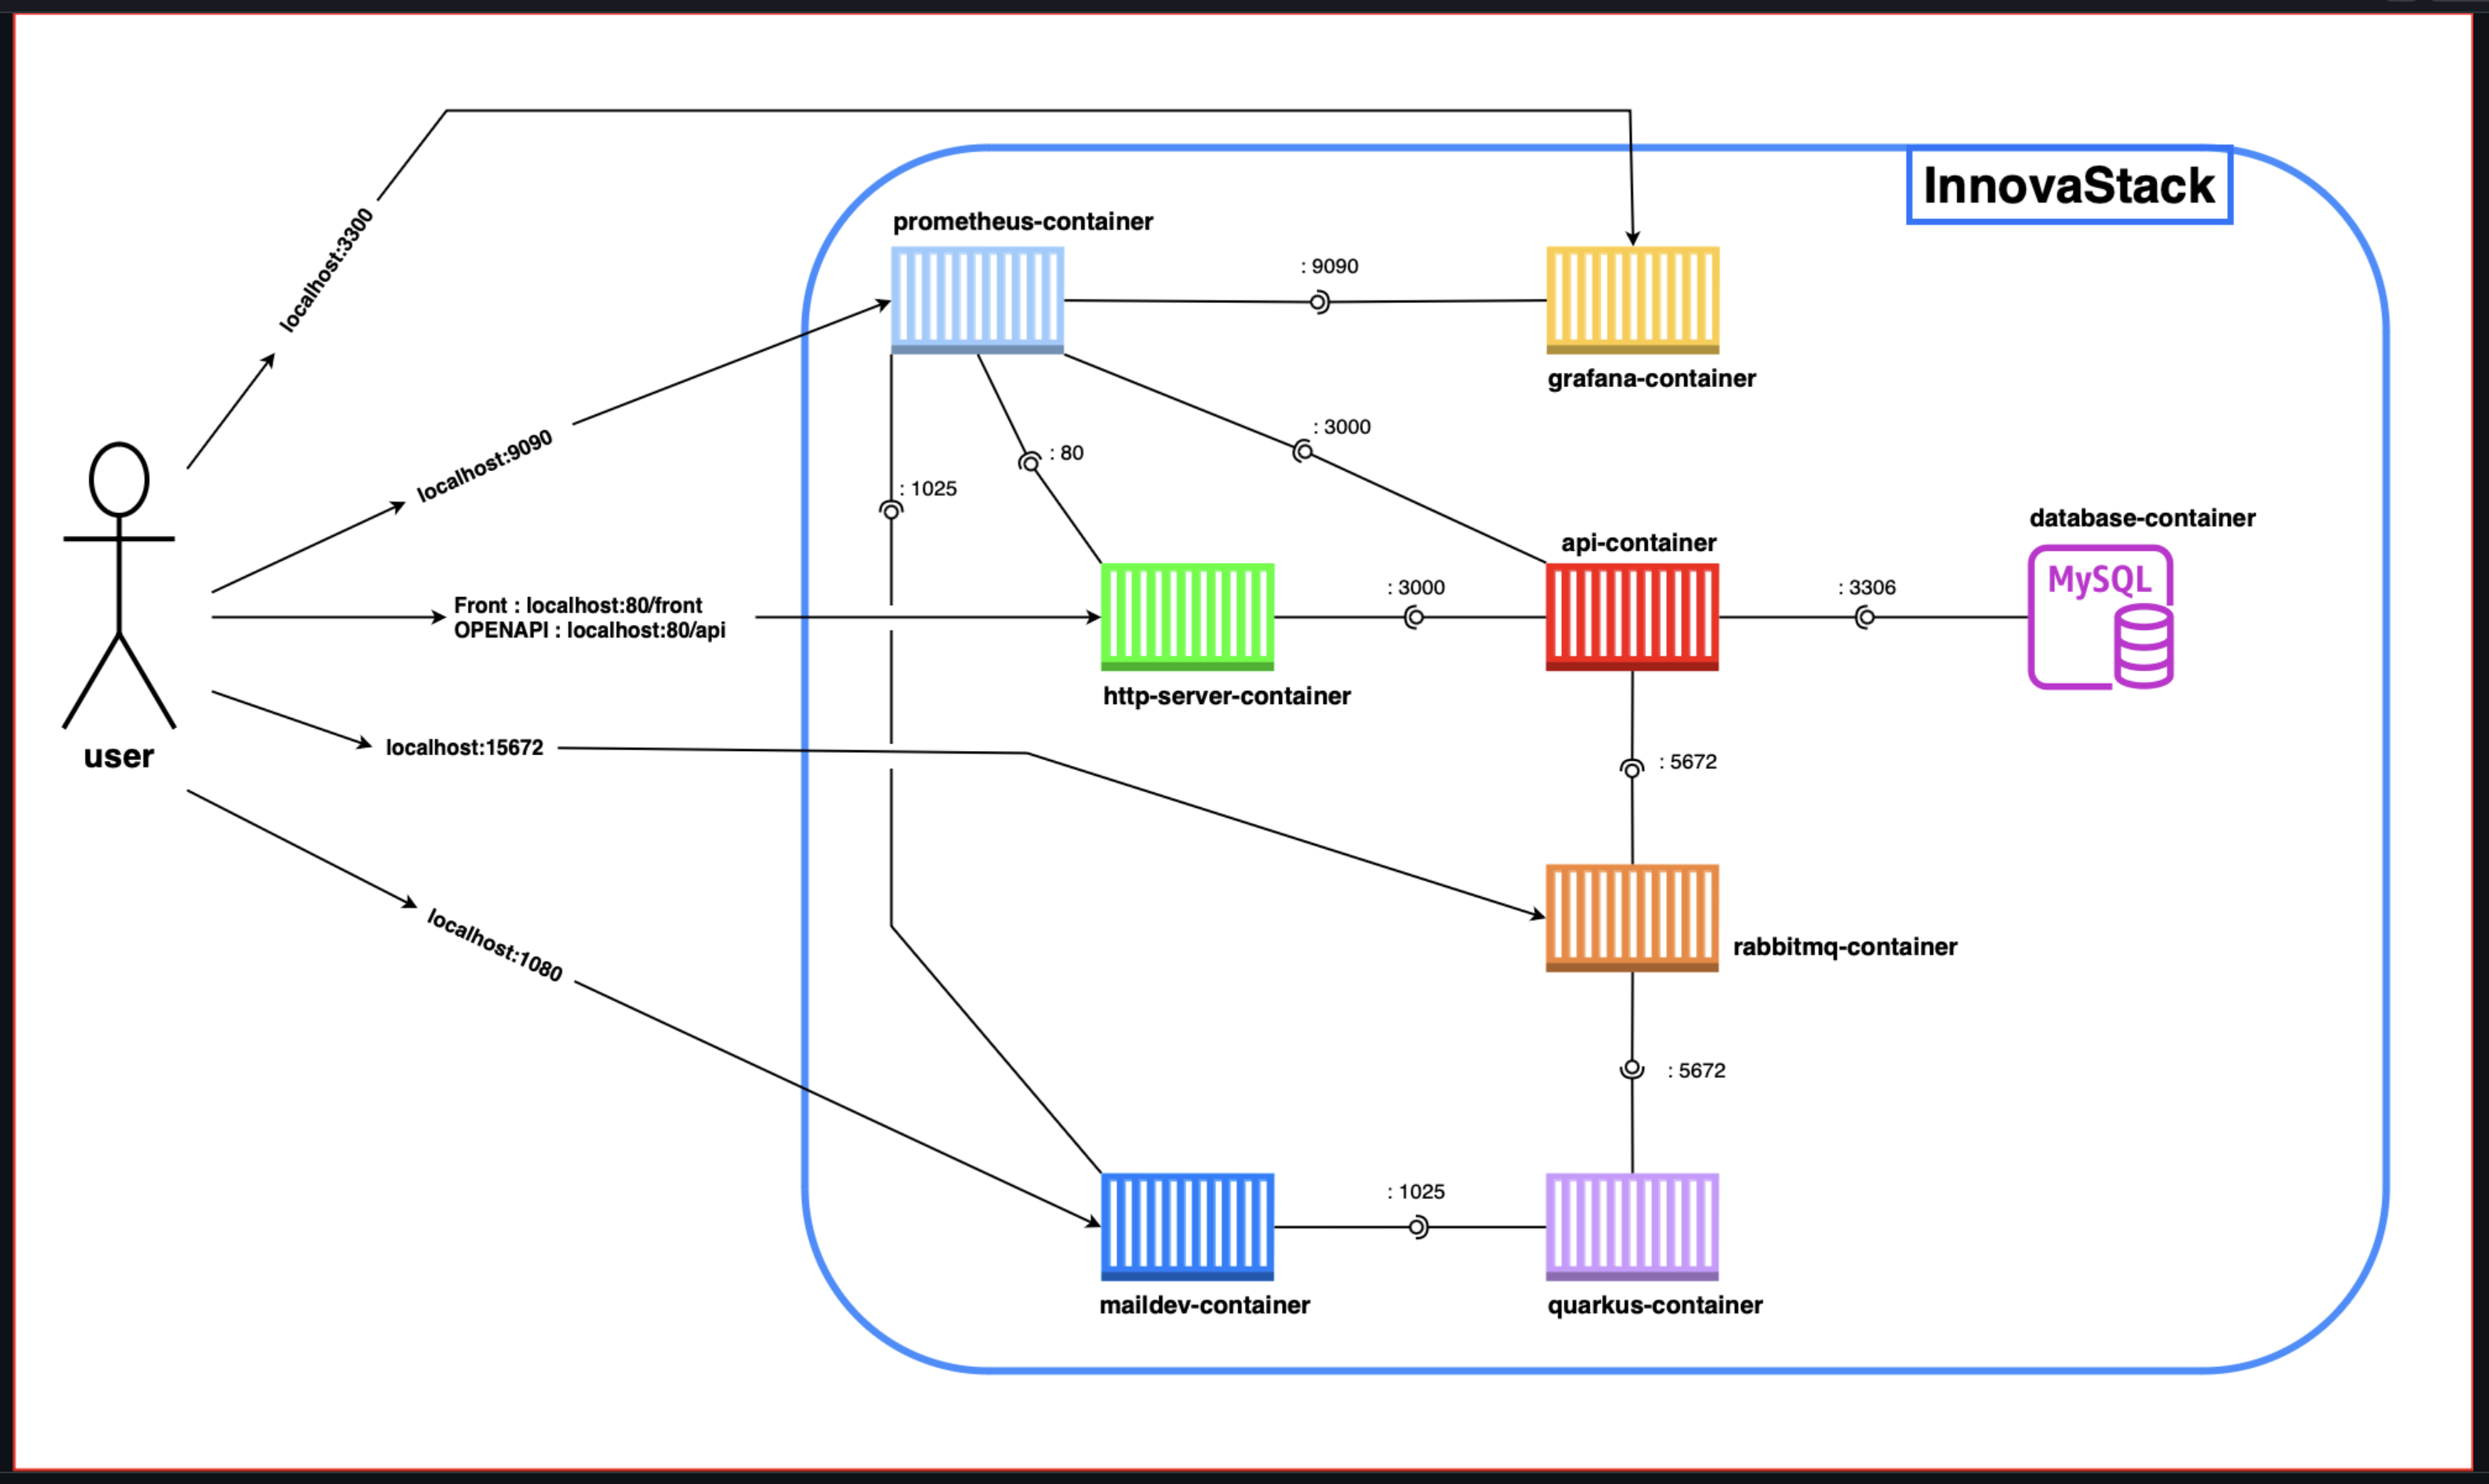 InnovaStack
prometheus-container
localhost:3300
: 9090
grafana-container
: 3000
localhost:9090
: 80
: 1025
database-container
api-container
MySQL
: 3000
: 3306
Front : localhost:80/front
OPENAPI : localhost:80/api
http-server-container
user
localhost:15672
: 5672
localhost:1080
rabbitmq-container
: 5672
: 1025
maildev-container
quarkus-container